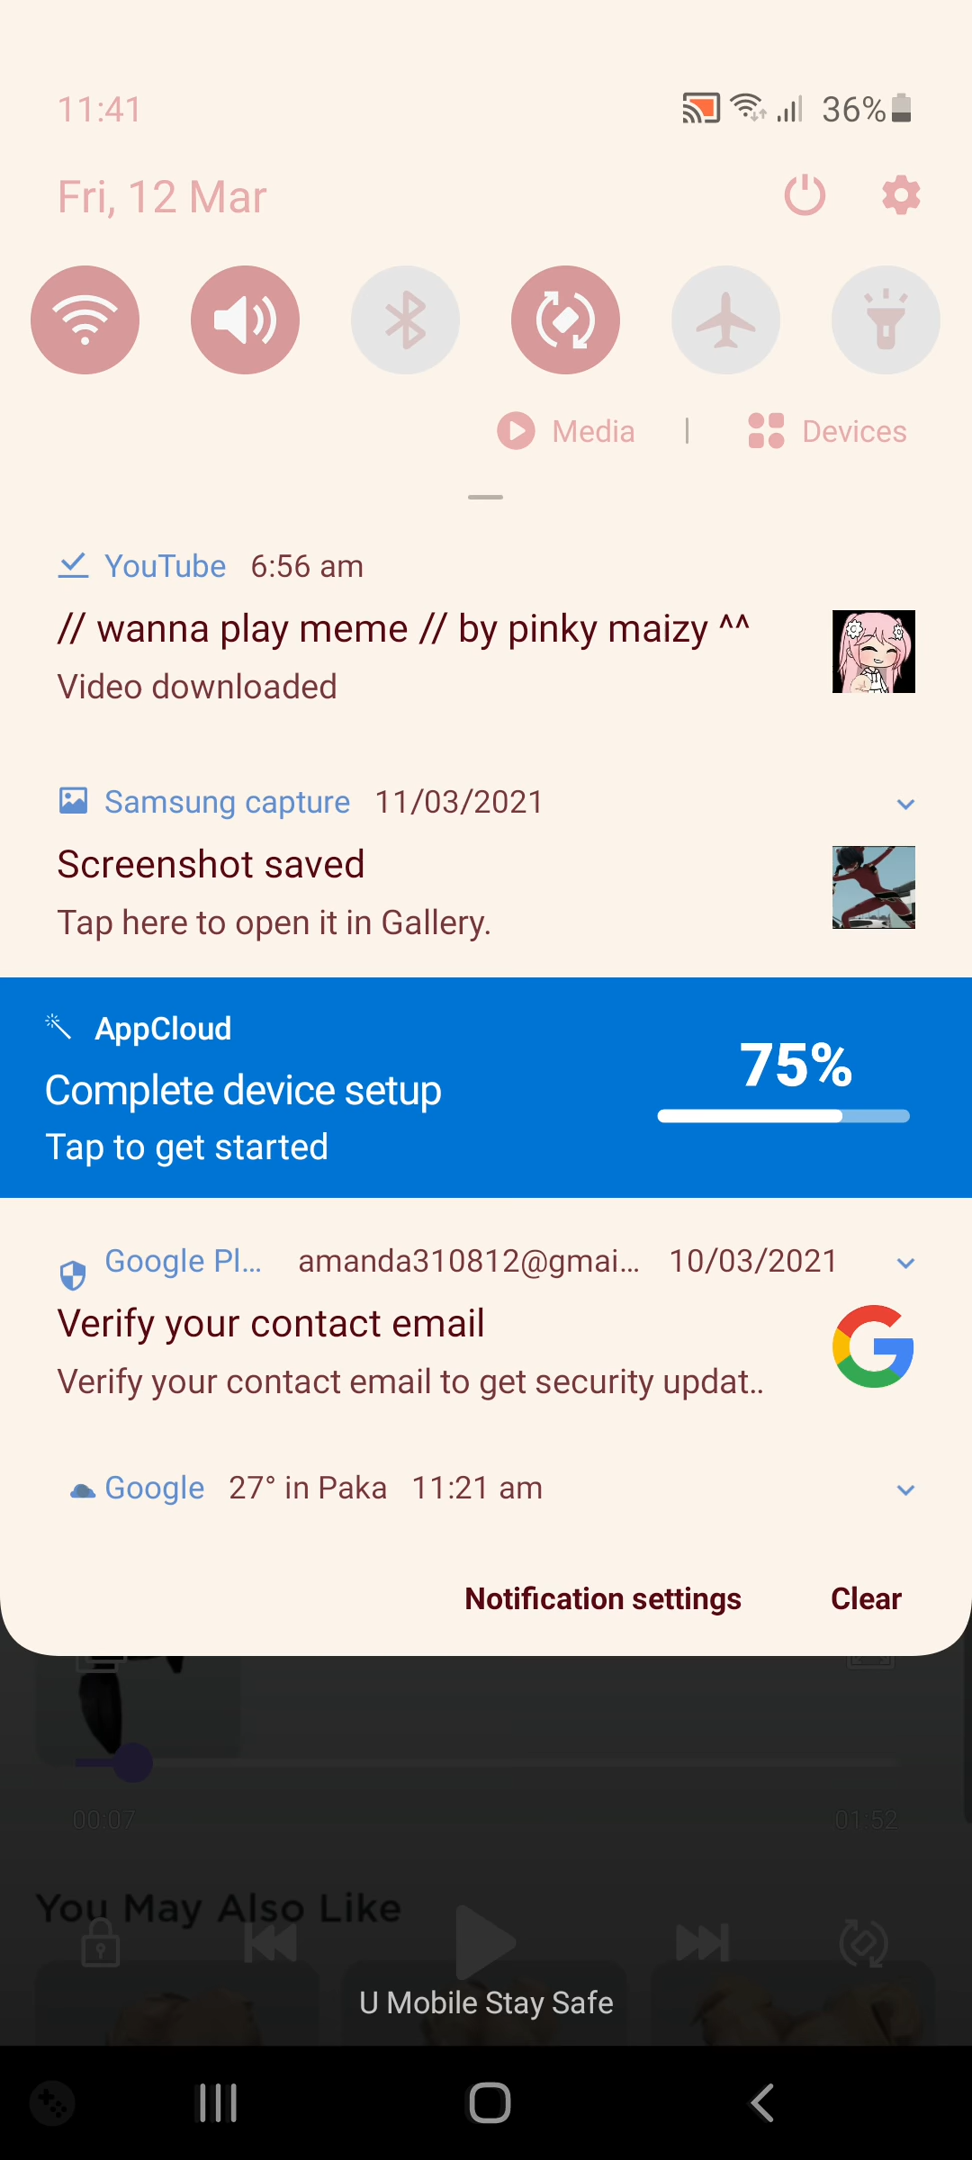 11:41
36%
Fri, 12 Mar
Media | Devices
YouTube 6:56 am
// wanna play meme // by pinky maizy ^^
Video downloaded
Samsung capture 11/03/2021
Screenshot saved
Tap here to open it in Gallery.
AppCloud
75%
Complete device setup
Tap to get started
Google Pl... amanda310812@gmai... 10/03/2021
Verify your contact email
Verify your contact email to get security updat..
Google 27° in Paka 11:21 am
Notification settings Clear
00:07 01:52
You May Also Like
U Mobile Stay Safe